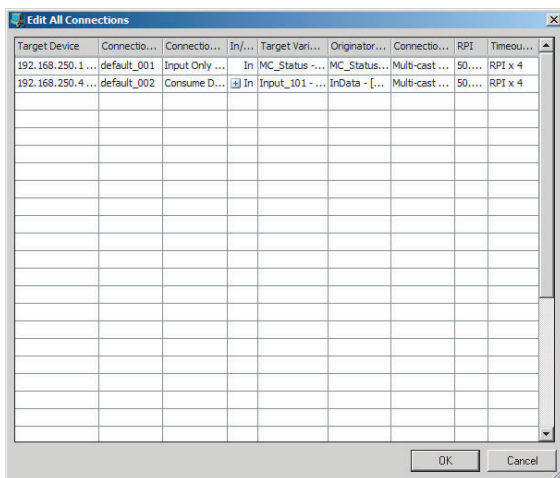 Edit All Connections
Target Device Connectio... Connectio... In/... Target Vari... Originator... Connectio... RPI Timeou...
192.168.250.1 ... default_001 Input Only ... In MC_Status -... MC_Status... Multi-cast ... 50.... RPI x 4
192.168.250.4 ... default_002 Consume D... In Input_101 - ... InData - [... Multi-cast ... 50.... RPI x 4
OK Cancel